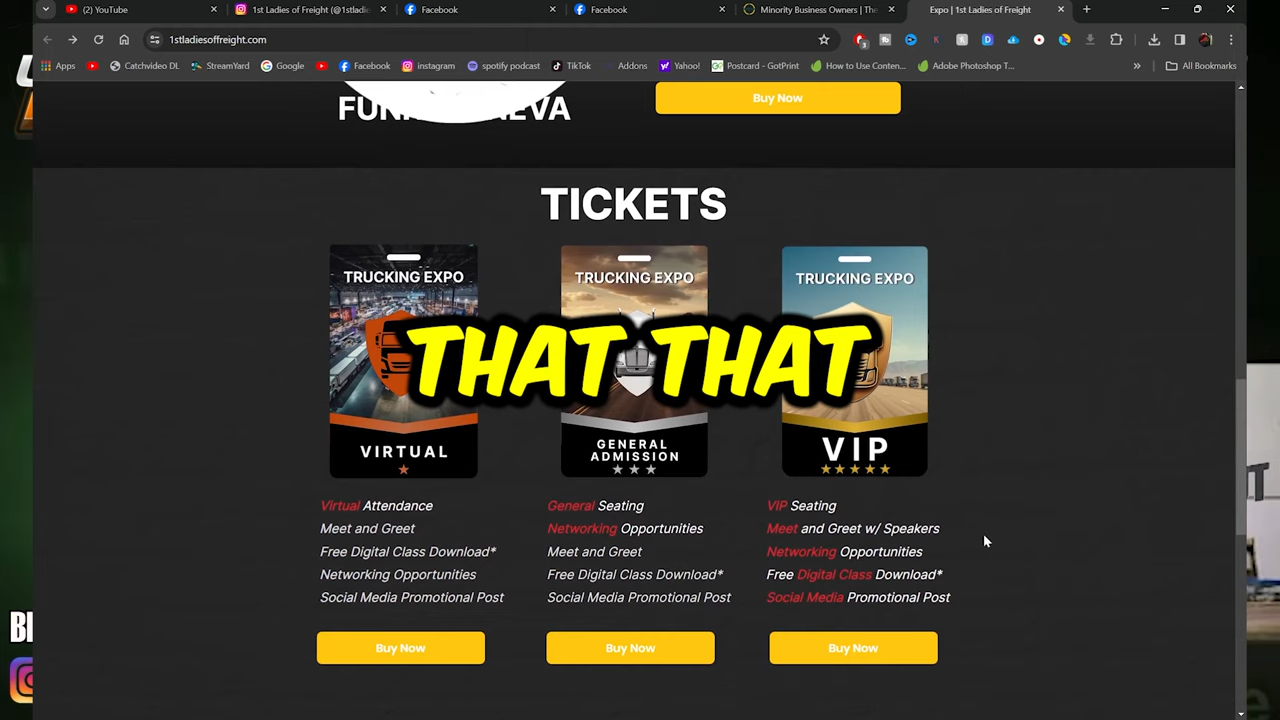 (2) YouTube
1st Ladies of Freight (@1stladie
Facebook
Facebook
Minority Business Owners | The
Expo | 1st Ladies of Freight
1stladiesoffreight.com
Apps
Catchvideo DL
StreamYard
Google
Facebook
instagram
spotify podcast
TikTok
Addons
Yahoo!
Postcard - GotPrint
How to Use Conten...
Adobe Photoshop T...
All Bookmarks
Buy Now
TICKETS
TRUCKING EXPO
VIRTUAL
TRUCKING EXPO
GENERAL
ADMISSION
TRUCKING EXPO
VIP
THAT THAT
Virtual Attendance
Meet and Greet
Free Digital Class Download*
Networking Opportunities
Social Media Promotional Post
General Seating
Networking Opportunities
Meet and Greet
Free Digital Class Download*
Social Media Promotional Post
VIP Seating
Meet and Greet w/ Speakers
Networking Opportunities
Free Digital Class Download*
Social Media Promotional Post
Buy Now
Buy Now
Buy Now